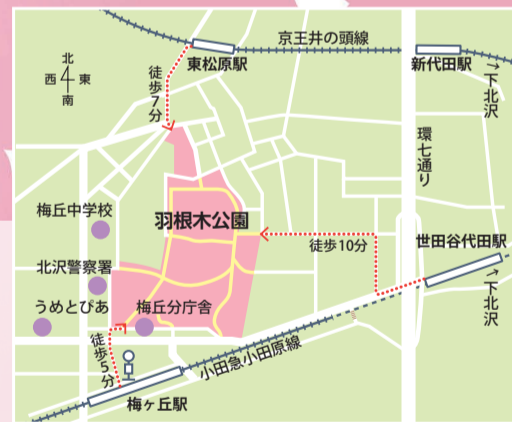 京王井の頭線
北
西 東
南
東松原駅
新代田駅
→下北沢
徒歩7分
環七通り
梅丘中学校
羽根木公園
徒歩10分
世田谷代田駅
北沢警察署
→下北沢
うめとぴあ
梅丘分庁舎
徒歩5分
小田急小田原線
梅ヶ丘駅